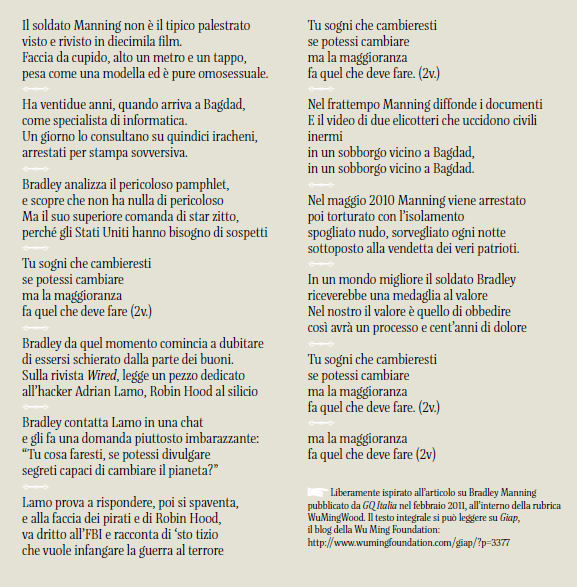 Il soldato Manning non è il tipico palestrato
visto e rivisto in diecimila film.
Faccia da cupido, alto un metro e un tappo,
pesa come una modella ed è pure omosessuale.
Ha ventidue anni, quando arriva a Bagdad,
come specialista di informatica.
Un giorno lo consultano su quindici iracheni,
arrestati per stampa sovversiva.
Bradley analizza il pericoloso pamphlet,
e scopre che non ha nulla di pericoloso
Ma il suo superiore comanda di star zitto,
perché gli Stati Uniti hanno bisogno di sospetti
Tu sogni che cambieresti
se potessi cambiare
ma la maggioranza
fa quel che deve fare (2v.)
Bradley da quel momento comincia a dubitare
di essersi schierato dalla parte dei buoni.
Sulla rivista Wired, legge un pezzo dedicato
all'hacker Adrian Lamo, Robin Hood al silicio
Bradley contatta Lamo in una chat
e gli fa una domanda piuttosto imbarazzante:
“Tu cosa faresti, se potessi divulgare
segreti capaci di cambiare il pianeta?”
Lamo prova a rispondere, poi si spaventa,
e alla faccia dei pirati e di Robin Hood,
va dritto all'FBI e racconta di ‘sto tizio
che vuole infangare la guerra al terrore
Tu sogni che cambieresti
se potessi cambiare
ma la maggioranza
fa quel che deve fare. (2v.)
Nel frattempo Manning diffonde i documenti
E il video di due elicotteri che uccidono civili
inermi
in un sobborgo vicino a Bagdad,
in un sobborgo vicino a Bagdad.
Nel maggio 2010 Manning viene arrestato
poi torturato con l'isolamento
spogliato nudo, sorvegliato ogni notte
sottoposto alla vendetta dei veri patrioti.
In un mondo migliore il soldato Bradley
riceverebbe una medaglia al valore
Nel nostro il valore è quello di obbedire
così avrà un processo e cent'anni di dolore
Tu sogni che cambieresti
se potessi cambiare
ma la maggioranza
fa quel che deve fare. (2v.)
ma la maggioranza
fa quel che deve fare (2v)
Liberamente ispirato all'articolo su Bradley Manning
pubblicato da GQ Italia nel febbraio 2011, all'interno della rubrica
WuMingWood. Il testo integrale si può leggere su Giap,
il blog della Wu Ming Foundation:
http://www.wumingfoundation.com/giap/?p=3377